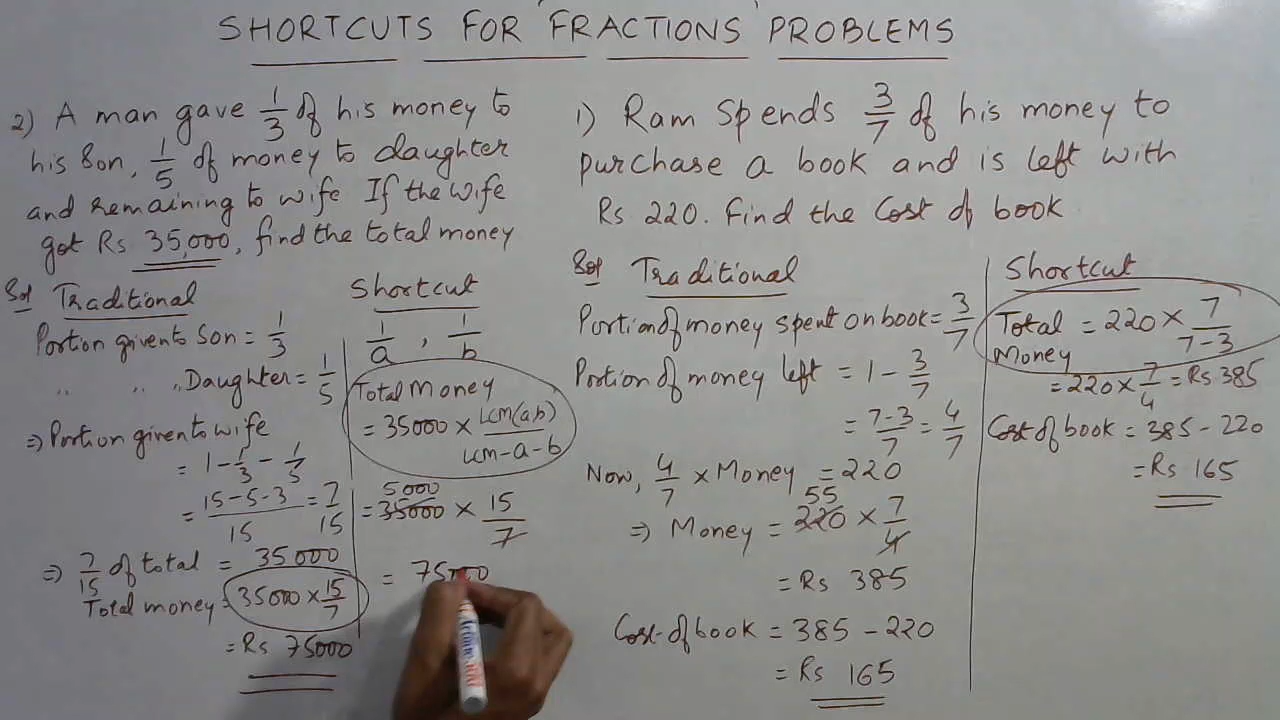 SHORTCUTS FOR 'FRACTIONS' PROBLEMS
2) A man gave 1/3 of his money to
his Son, 1/5 of money to daughter
and remaining to wife If the wife
got Rs 35,000, find the total money
Sol Traditional
Portion given to Son = 1/3
,, ,, ,, Daughter = 1/5
⇒ Portion given to wife
= 1 - 1/3 - 1/5
= (15-5-3)/15 = 7/15
⇒ 7/15 of total = 35000
Total money = 35000 × 15/7
= Rs 75000
Shortcut
1/a , 1/b
Total Money
= 35000 × LCM(a,b)/LCM-a-b
5000
= 35000 × 15/7
= 75000
1) Ram Spends 3/7 of his money to
purchase a book and is left with
Rs 220. Find the Cost of book
Sol Traditional
Portion of money spent on book = 3/7
Portion of money left = 1 - 3/7
= (7-3)/7 = 4/7
Now, 4/7 × Money = 220
55
⇒ Money = 220 × 7/4
= Rs 385
Cost of book = 385 - 220
= Rs 165
Shortcut
Total Money = 220 × 7/(7-3)
= 220 × 7/4 = Rs 385
Cost of book = 385 - 220
= Rs 165